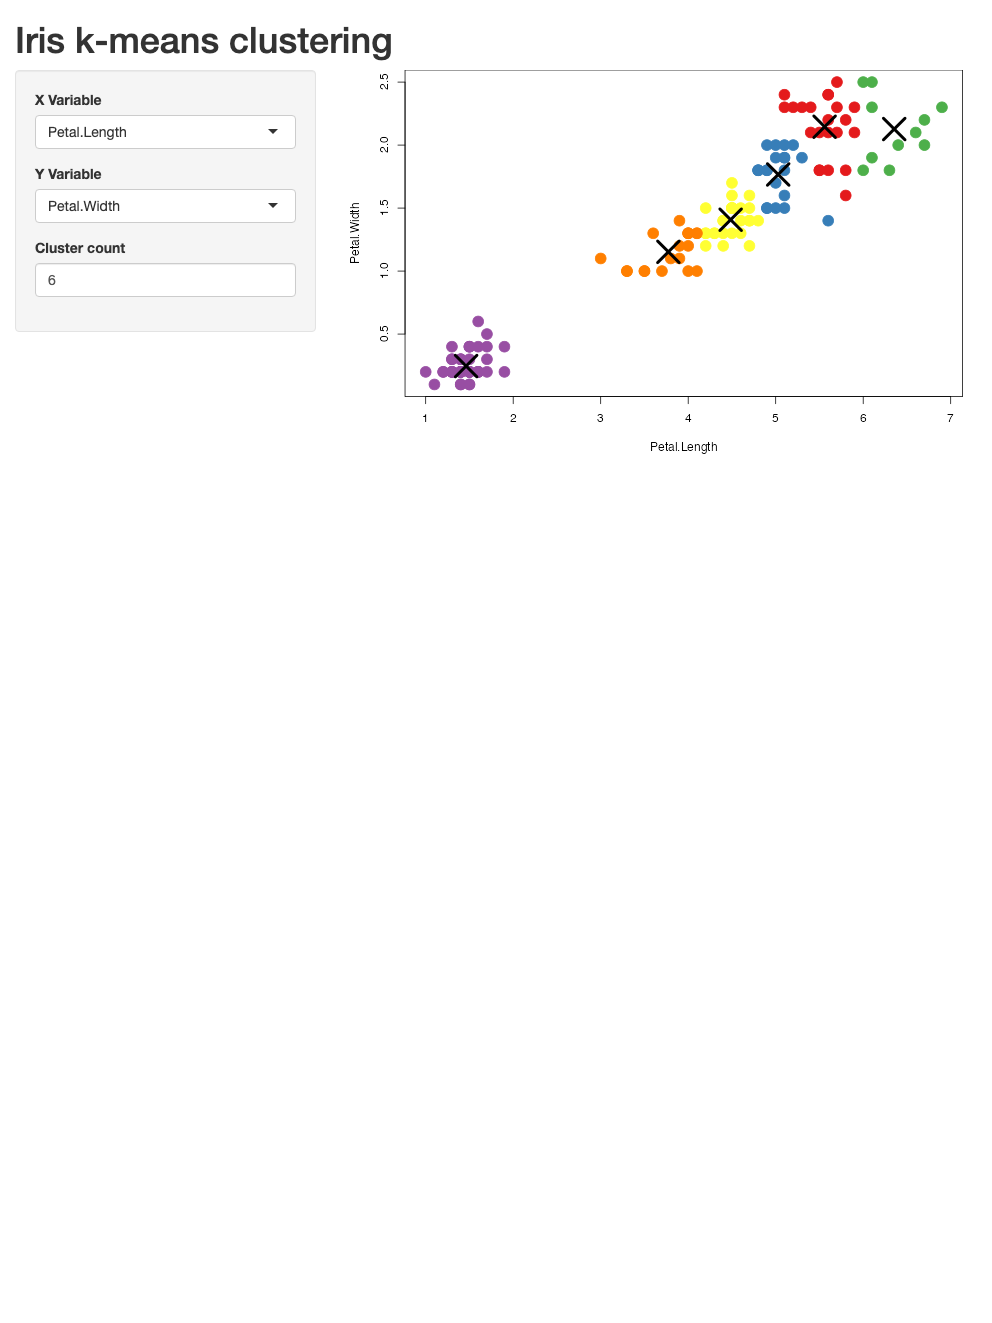 Iris k-means clustering
X Variable
Petal.Length
Y Variable
Petal.Width
Cluster count
6
Petal.Width
2.5
2.0
1.5
1.0
0.5
1 2 3 4 5 6 7
Petal.Length